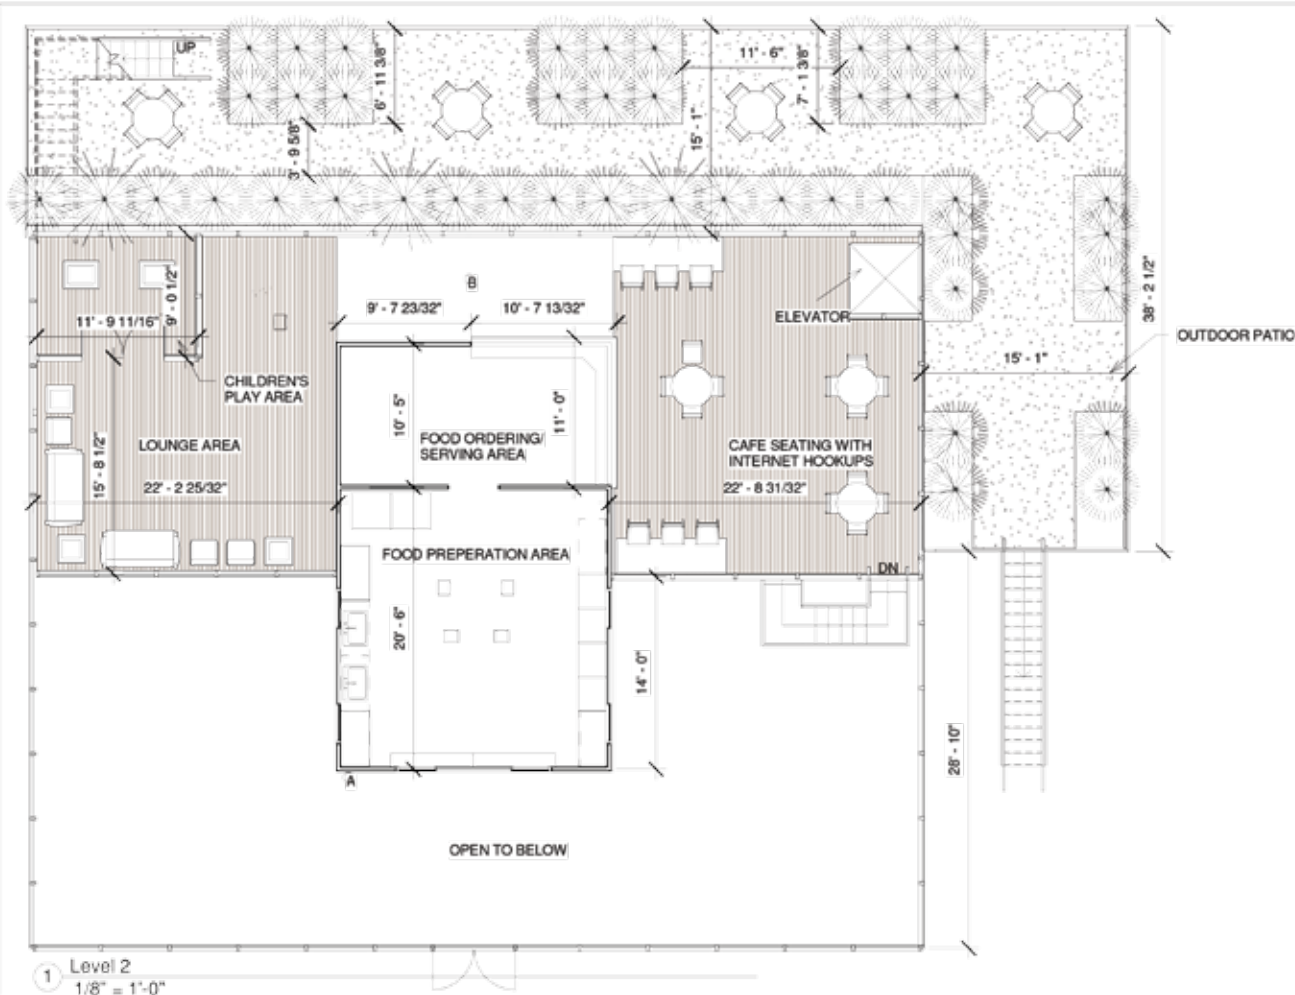 UP
6' - 11 3/8"
11' - 6"
7' - 1 3/8"
3' - 9 5/8"
15' - 1"
B
9' - 7 23/32"
10' - 7 13/32"
11' - 9 11/16"
9' - 0 1/2"
ELEVATOR
38' - 2 1/2"
OUTDOOR PATIO
15' - 1"
CHILDREN'S
PLAY AREA
LOUNGE AREA
15' - 8 1/2"
22' - 2 25/32"
10' - 5"
11' - 0"
FOOD ORDERING/
SERVING AREA
CAFE SEATING WITH
INTERNET HOOKUPS
22' - 8 31/32"
FOOD PREPERATION AREA
DN
20' - 6"
14' - 0"
28' - 10"
A
OPEN TO BELOW
1
Level 2
1/8" = 1'-0"